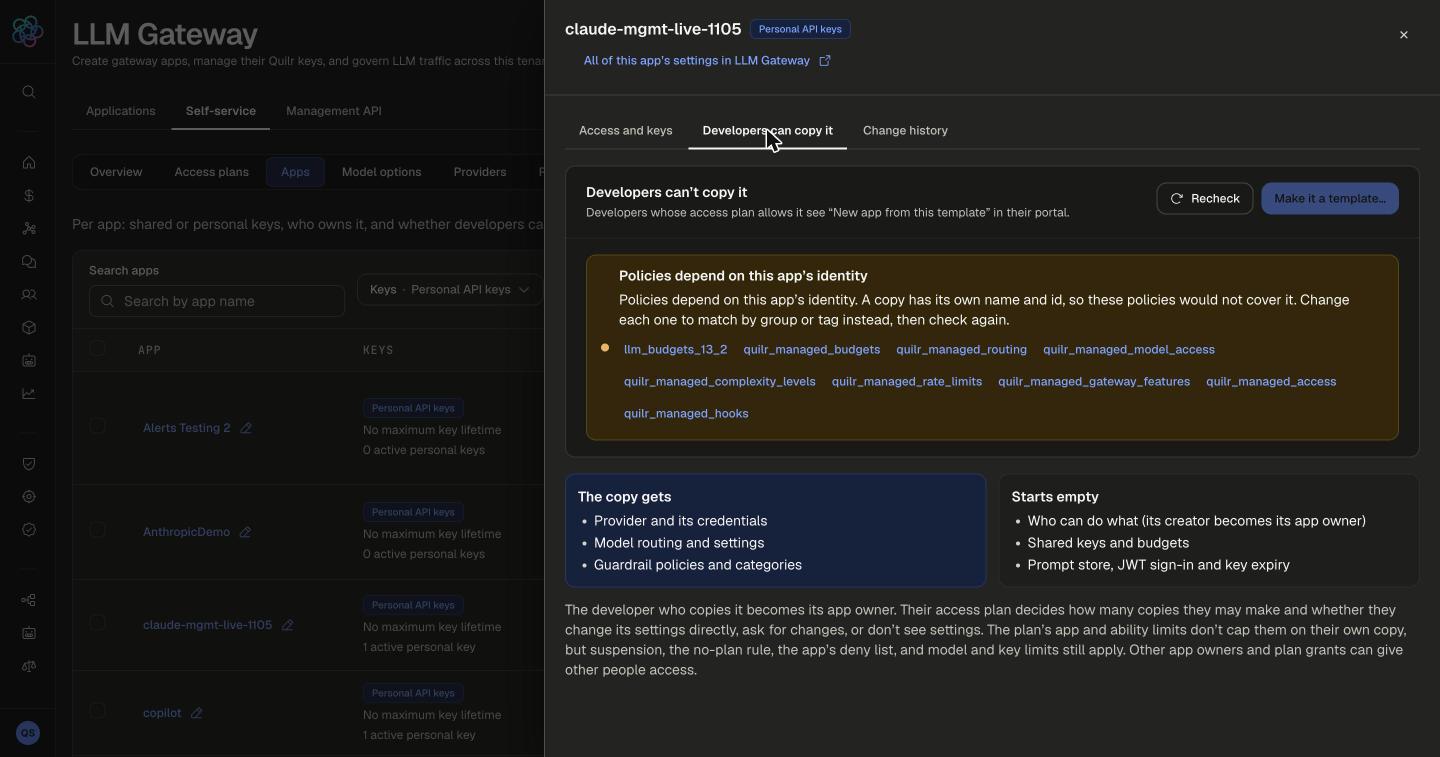 LLM Gateway
Create gateway apps, manage their Quilr keys, and govern LLM traffic across this
Applications
Self-service
Management API
Overview
Access plans
Apps
Model options
Providers
Per app: shared or personal keys, who owns it, and whether developers
Search apps
Search by app name
Keys · Personal API keys
APP
KEYS
Alerts Testing 2
Personal API keys
No maximum key lifetime
0 active personal keys
AnthropicDemo
Personal API keys
No maximum key lifetime
0 active personal keys
claude-mgmt-live-1105
Personal API keys
No maximum key lifetime
1 active personal key
copilot
Personal API keys
No maximum key lifetime
1 active personal key
QS
claude-mgmt-live-1105
Personal API keys
All of this app's settings in LLM Gateway
Access and keys
Developers can copy it
Change history
Developers can't copy it
Developers whose access plan allows it see “New app from this template” in their portal.
Recheck
Make it a template...
Policies depend on this app's identity
Policies depend on this app's identity. A copy has its own name and id, so these policies would not cover it. Change
each one to match by group or tag instead, then check again.
llm_budgets_13_2 quilr_managed_budgets quilr_managed_routing quilr_managed_model_access
quilr_managed_complexity_levels quilr_managed_rate_limits quilr_managed_gateway_features quilr_managed_access
quilr_managed_hooks
The copy gets
• Provider and its credentials
• Model routing and settings
• Guardrail policies and categories
Starts empty
• Who can do what (its creator becomes its app owner)
• Shared keys and budgets
• Prompt store, JWT sign-in and key expiry
The developer who copies it becomes its app owner. Their access plan decides how many copies they may make and whether they
change its settings directly, ask for changes, or don't see settings. The plan's app and ability limits don't cap them on their own copy,
but suspension, the no-plan rule, the app's deny list, and model and key limits still apply. Other app owners and plan grants can give
other people access.